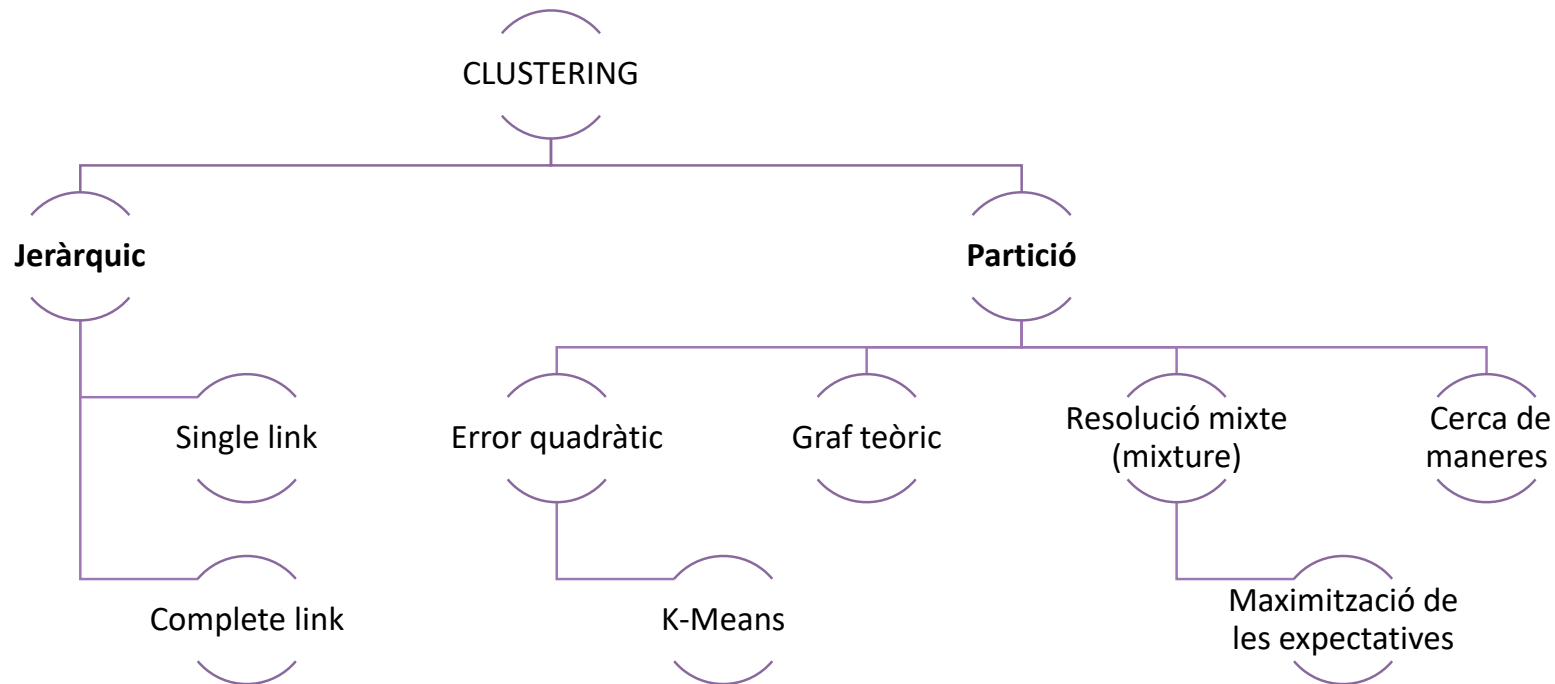 CLUSTERING
Jeràrquic
Partició
Single link
Error quadràtic
Graf teòric
Resolució mixte
(mixture)
Cerca de
maneres
Complete link
K-Means
Maximització de
les expectatives